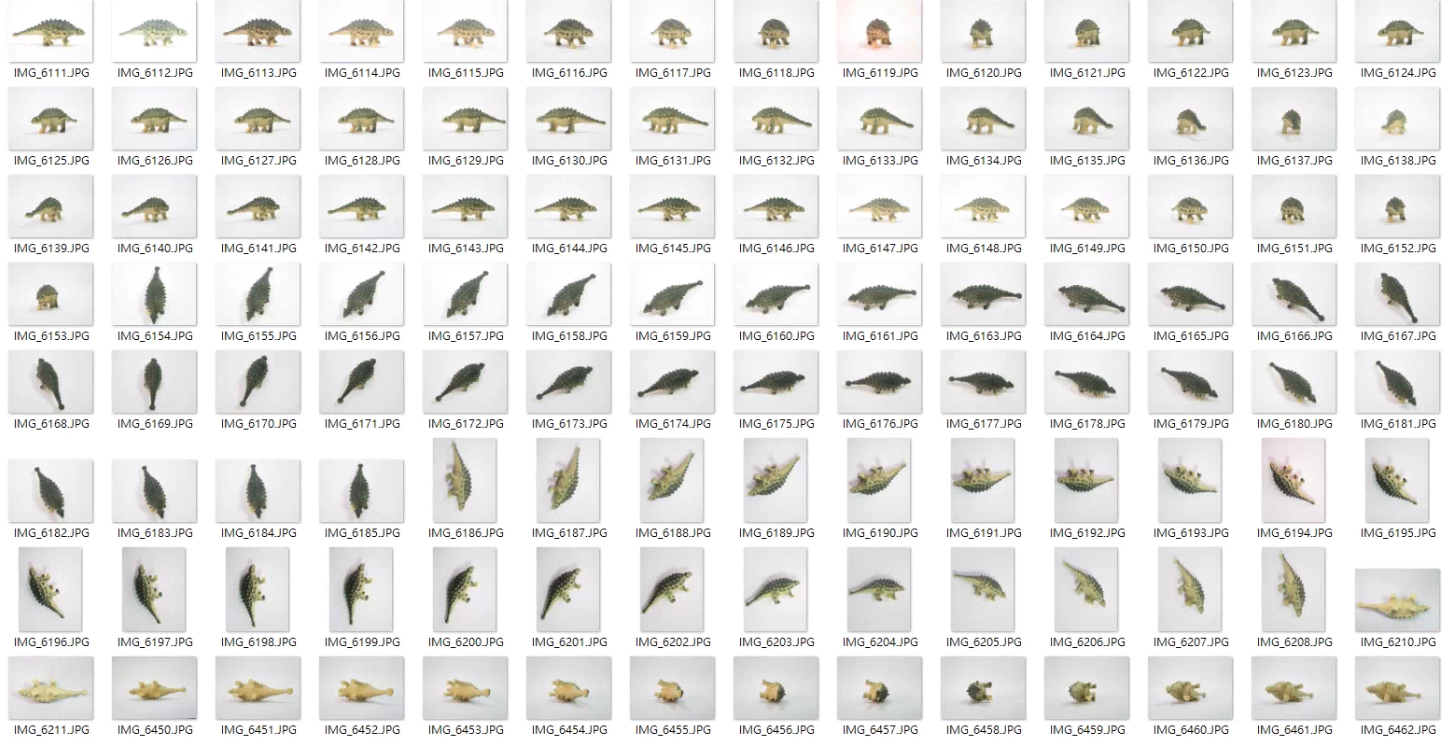 IMG_6111.JPG IMG_6112.JPG IMG_6113.JPG IMG_6114.JPG IMG_6115.JPG IMG_6116.JPG IMG_6117.JPG IMG_6118.JPG IMG_6119.JPG IMG_6120.JPG IMG_6121.JPG IMG_6122.JPG IMG_6123.JPG IMG_6124.JPG
IMG_6125.JPG IMG_6126.JPG IMG_6127.JPG IMG_6128.JPG IMG_6129.JPG IMG_6130.JPG IMG_6131.JPG IMG_6132.JPG IMG_6133.JPG IMG_6134.JPG IMG_6135.JPG IMG_6136.JPG IMG_6137.JPG IMG_6138.JPG
IMG_6139.JPG IMG_6140.JPG IMG_6141.JPG IMG_6142.JPG IMG_6143.JPG IMG_6144.JPG IMG_6145.JPG IMG_6146.JPG IMG_6147.JPG IMG_6148.JPG IMG_6149.JPG IMG_6150.JPG IMG_6151.JPG IMG_6152.JPG
IMG_6153.JPG IMG_6154.JPG IMG_6155.JPG IMG_6156.JPG IMG_6157.JPG IMG_6158.JPG IMG_6159.JPG IMG_6160.JPG IMG_6161.JPG IMG_6163.JPG IMG_6164.JPG IMG_6165.JPG IMG_6166.JPG IMG_6167.JPG
IMG_6168.JPG IMG_6169.JPG IMG_6170.JPG IMG_6171.JPG IMG_6172.JPG IMG_6173.JPG IMG_6174.JPG IMG_6175.JPG IMG_6176.JPG IMG_6177.JPG IMG_6178.JPG IMG_6179.JPG IMG_6180.JPG IMG_6181.JPG
IMG_6182.JPG IMG_6183.JPG IMG_6184.JPG IMG_6185.JPG IMG_6186.JPG IMG_6187.JPG IMG_6188.JPG IMG_6189.JPG IMG_6190.JPG IMG_6191.JPG IMG_6192.JPG IMG_6193.JPG IMG_6194.JPG IMG_6195.JPG
IMG_6196.JPG IMG_6197.JPG IMG_6198.JPG IMG_6199.JPG IMG_6200.JPG IMG_6201.JPG IMG_6202.JPG IMG_6203.JPG IMG_6204.JPG IMG_6205.JPG IMG_6206.JPG IMG_6207.JPG IMG_6208.JPG IMG_6210.JPG
IMG_6211.JPG IMG_6450.JPG IMG_6451.JPG IMG_6452.JPG IMG_6453.JPG IMG_6454.JPG IMG_6455.JPG IMG_6456.JPG IMG_6457.JPG IMG_6458.JPG IMG_6459.JPG IMG_6460.JPG IMG_6461.JPG IMG_6462.JPG